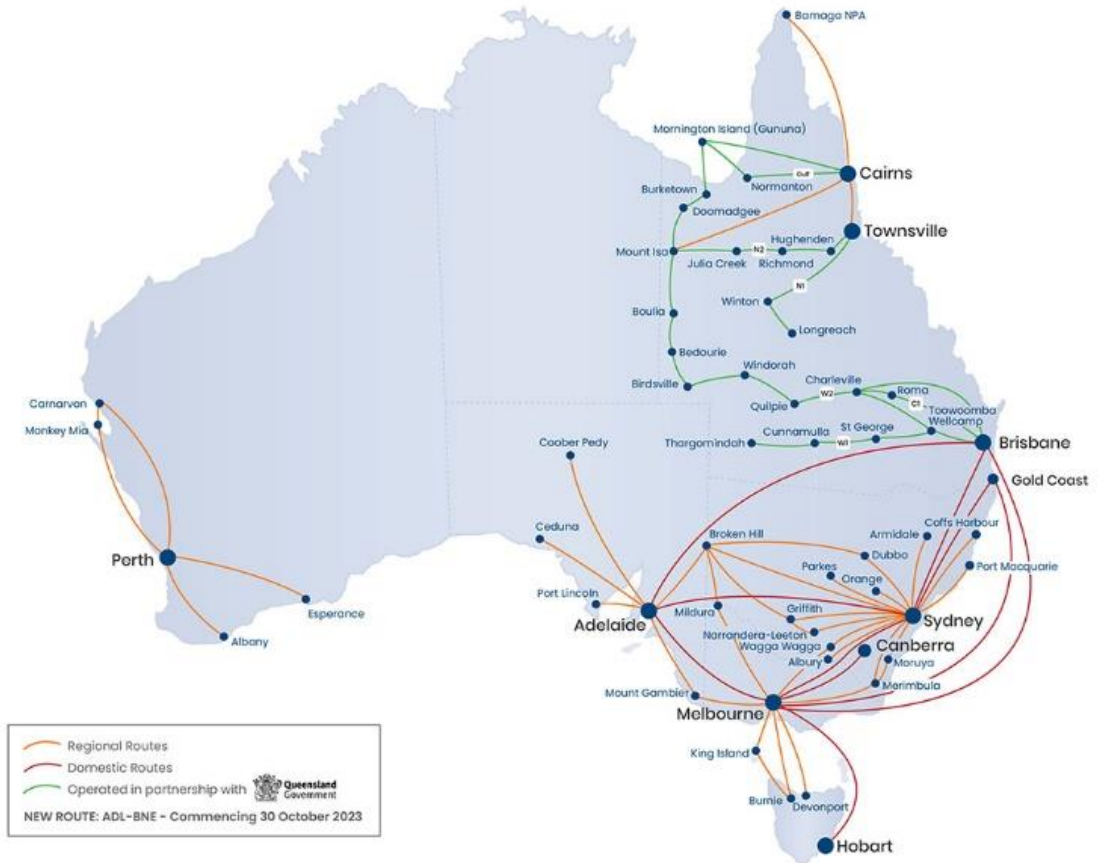 Bamaga NPA
Mornington Island (Gununa)
Gulf
Cairns
Normanton
Burketown
Doomadgee
Townsville
Hughenden
Mount Isa
N2
Julia Creek
Richmond
N1
Winton
Boulia
Longreach
Bedourie
Windorah
Charleville
Birdsville
Roma
W2
C1
Quilpie
Toowoomba
Wellcamp
Carnarvon
St George
Monkey Mia
Cunnamulla
Coober Pedy
Thargomindah
W1
Brisbane
Gold Coast
Ceduna
Broken Hill
Armidale
Coffs Harbour
Dubbo
Perth
Parkes
Port Macquarie
Orange
Port Lincoln
Esperance
Mildura
Griffith
Adelaide
Sydney
Narrandera-Leeton
Albany
Wagga Wagga
Canberra
Albury
Moruya
Mount Gambier
Merimbula
Melbourne
King Island
Burnie
Devonport
Hobart
Regional Routes
Domestic Routes
Operated in partnership with Queensland Government
NEW ROUTE: ADL-BNE - Commencing 30 October 2023